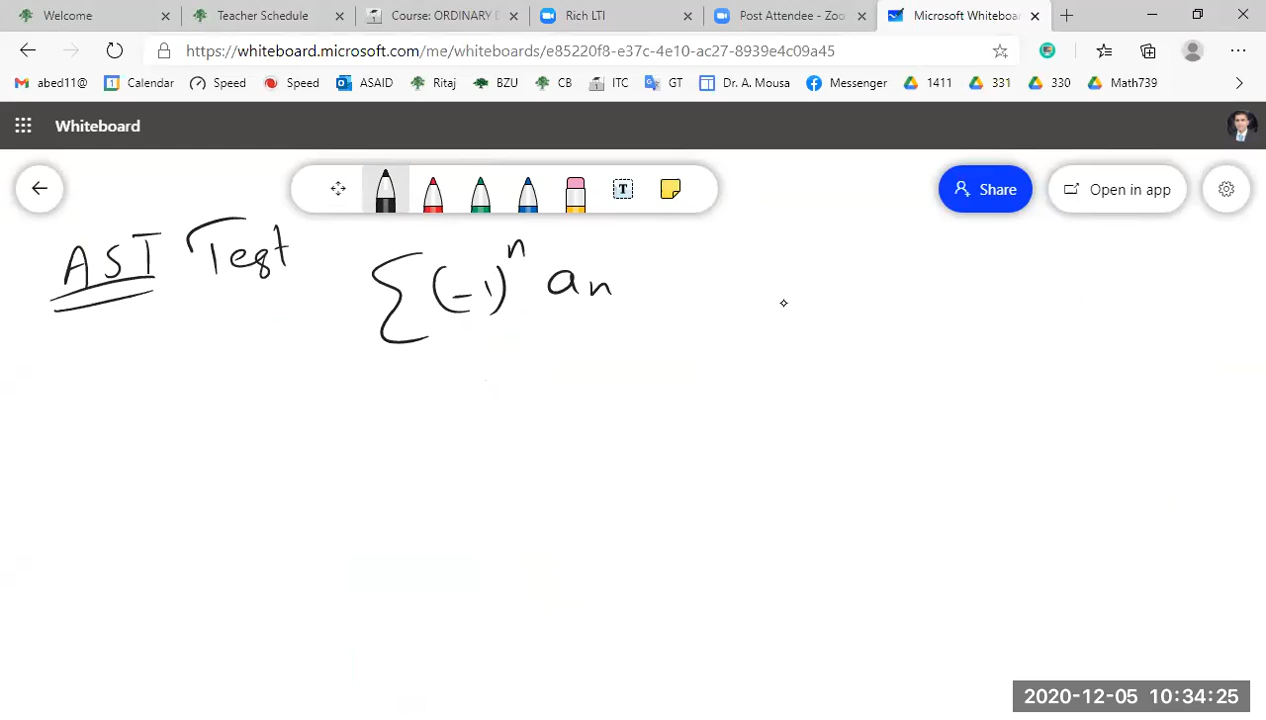 Welcome
Teacher Schedule
Course: ORDINARY D
Rich LTI
Post Attendee - Zoo
Microsoft Whiteboa
https://whiteboard.microsoft.com/me/whiteboards/e85220f8-e37c-4e10-ac27-8939e4c09a45
abed11@ Calendar Speed Speed ASAID Ritaj BZU CB ITC GT Dr. A. Mousa Messenger 1411 331 330 Math739
Whiteboard
T
Share
Open in app
AST Test Σ (-1)^n an
2020-12-05 10:34:25